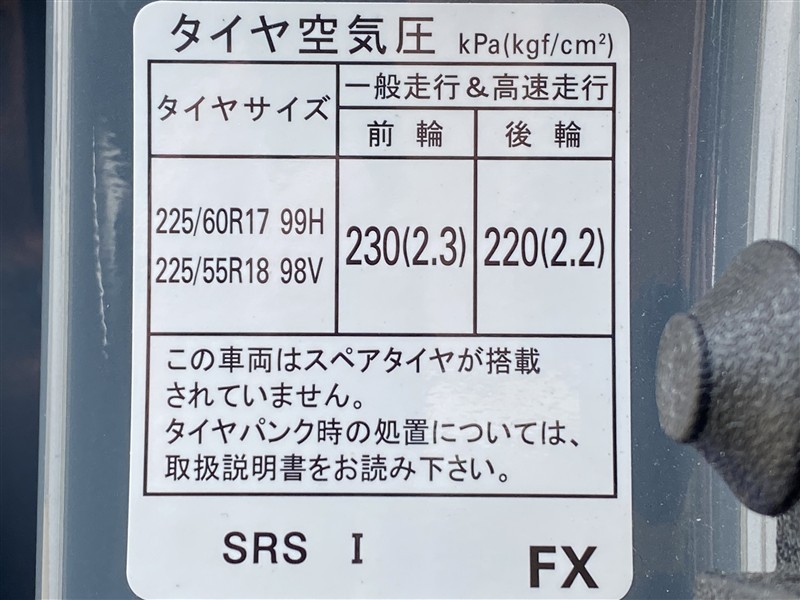 タイヤ空気圧 kPa(kgf/cm²)
タイヤサイズ
一般走行&高速走行
前輪 後輪
225/60R17 99H
225/55R18 98V
230(2.3) 220(2.2)
この車両はスペアタイヤが搭載
されていません。
タイヤパンク時の処置については、
取扱説明書をお読み下さい。
SRS I FX